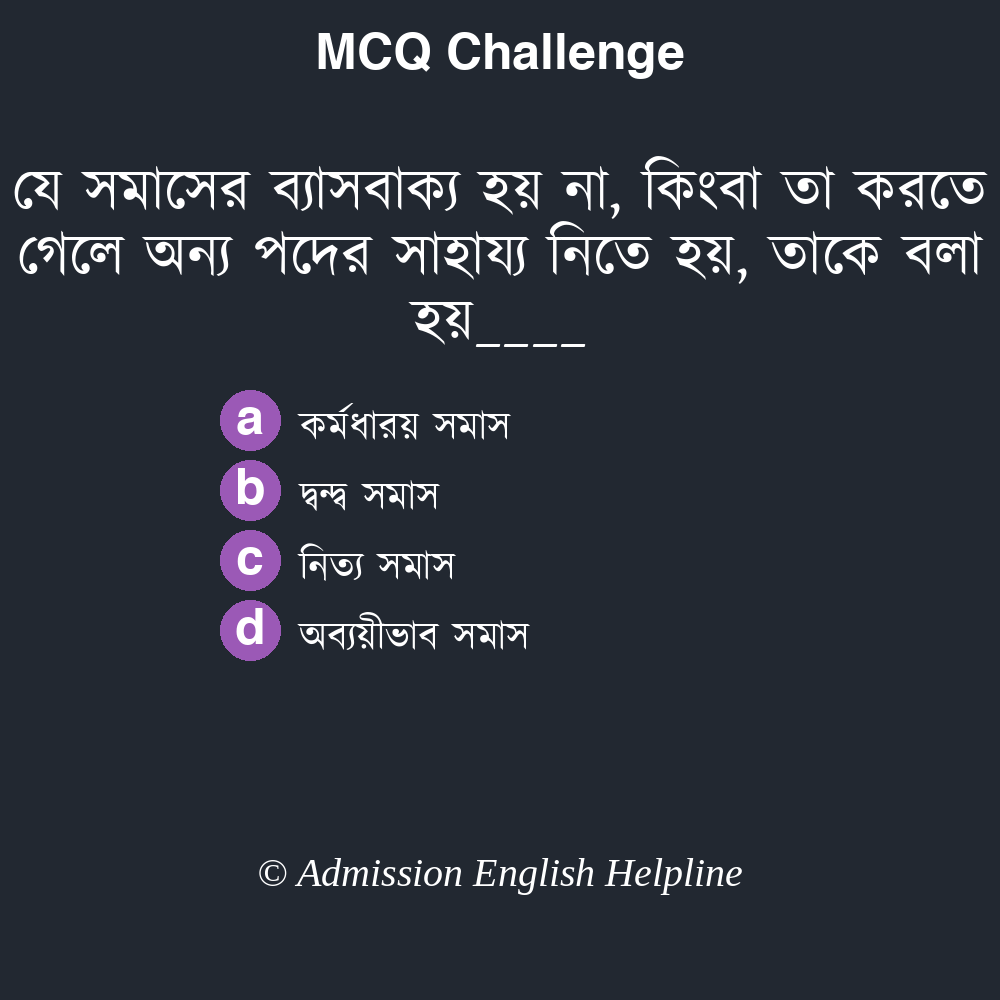 MCQ Challenge
যে সমাসের ব্যাসবাক্য হয় না, কিংবা তা করতে
গেলে অন্য পদের সাহায্য নিতে হয়, তাকে বলা
হয়____
a কর্মধারয় সমাস
b দ্বন্দ্ব সমাস
c নিত্য সমাস
d অব্যয়ীভাব সমাস
© Admission English Helpline